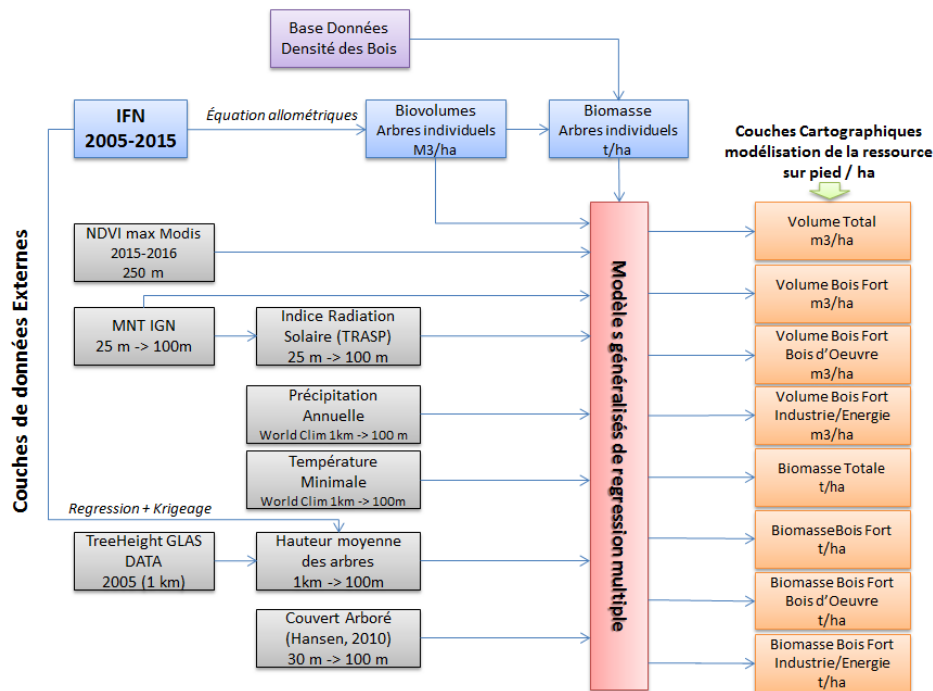 Base Données
Densité des Bois
IFN
2005-2015
Équation allométriques
Biovolumes
Arbres individuels
M3/ha
Biomasse
Arbres individuels
t/ha
Couches Cartographiques
modélisation de la ressource
sur pied / ha
Couches de données Externes
NDVI max Modis
2015-2016
250 m
MNT IGN
25 m -> 100m
Indice Radiation
Solaire (TRASP)
25 m -> 100 m
Précipitation
Annuelle
World Clim 1km -> 100 m
Température
Minimale
World Clim 1km -> 100m
Regression + Krigeage
TreeHeight GLAS
DATA
2005 (1 km)
Hauteur moyenne
des arbres
1km -> 100m
Couvert Arboré
(Hansen, 2010)
30 m -> 100 m
Modèle s généralisés de regression multiple
Volume Total
m3/ha
Volume Bois Fort
m3/ha
Volume Bois Fort
Bois d'Oeuvre
m3/ha
Volume Bois Fort
Industrie/Energie
m3/ha
Biomasse Totale
t/ha
BiomasseBois Fort
t/ha
Biomasse Bois Fort
Bois d'Oeuvre
t/ha
Biomasse Bois Fort
Industrie/Energie
t/ha